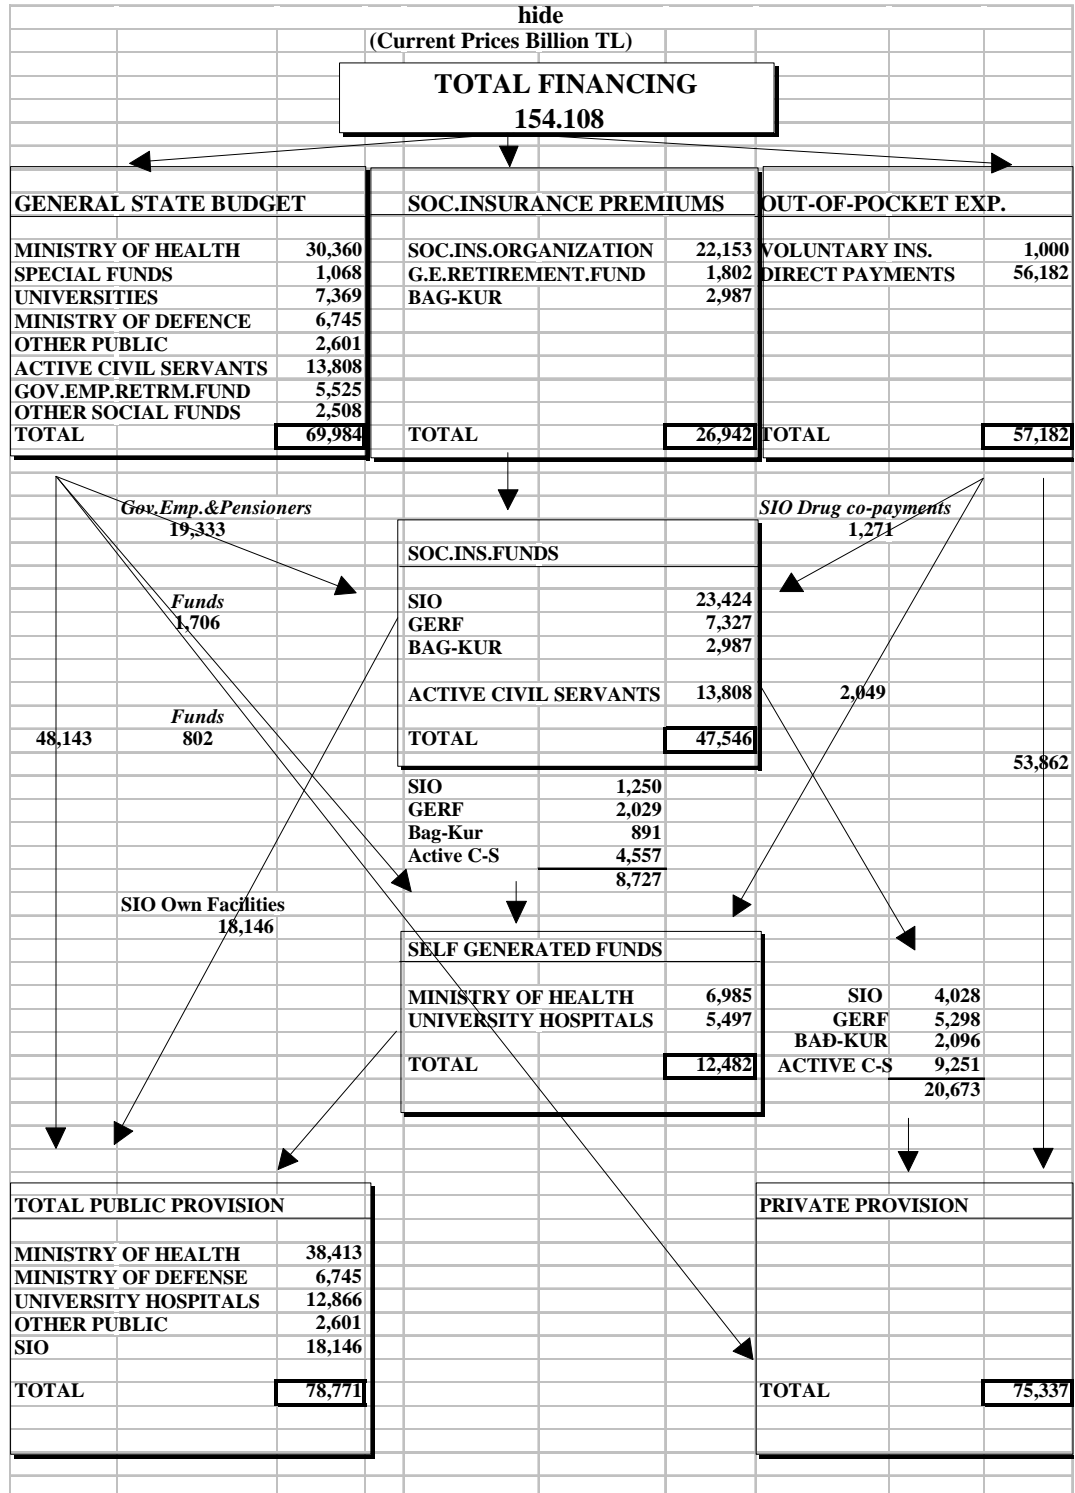 hide
(Current Prices Billion TL)
TOTAL FINANCING
154.108
GENERAL STATE BUDGET
MINISTRY OF HEALTH 30,360
SPECIAL FUNDS 1,068
UNIVERSITIES 7,369
MINISTRY OF DEFENCE 6,745
OTHER PUBLIC 2,601
ACTIVE CIVIL SERVANTS 13,808
GOV.EMP.RETRM.FUND 5,525
OTHER SOCIAL FUNDS 2,508
TOTAL 69,984
SOC.INSURANCE PREMIUMS
SOC.INS.ORGANIZATION 22,153
G.E.RETIREMENT.FUND 1,802
BAG-KUR 2,987
TOTAL 26,942
OUT-OF-POCKET EXP.
VOLUNTARY INS. 1,000
DIRECT PAYMENTS 56,182
TOTAL 57,182
Gov.Emp.&Pensioners
19,333
SIO Drug co-payments
1,271
SOC.INS.FUNDS
SIO 23,424
GERF 7,327
BAG-KUR 2,987
ACTIVE CIVIL SERVANTS 13,808
TOTAL 47,546
Funds
1,706
Funds
802
48,143
2,049
53,862
SIO 1,250
GERF 2,029
Bag-Kur 891
Active C-S 4,557
8,727
SIO Own Facilities
18,146
SELF GENERATED FUNDS
MINISTRY OF HEALTH 6,985
UNIVERSITY HOSPITALS 5,497
TOTAL 12,482
SIO 4,028
GERF 5,298
BAÐ-KUR 2,096
ACTIVE C-S 9,251
20,673
TOTAL PUBLIC PROVISION
MINISTRY OF HEALTH 38,413
MINISTRY OF DEFENSE 6,745
UNIVERSITY HOSPITALS 12,866
OTHER PUBLIC 2,601
SIO 18,146
TOTAL 78,771
PRIVATE PROVISION
TOTAL 75,337